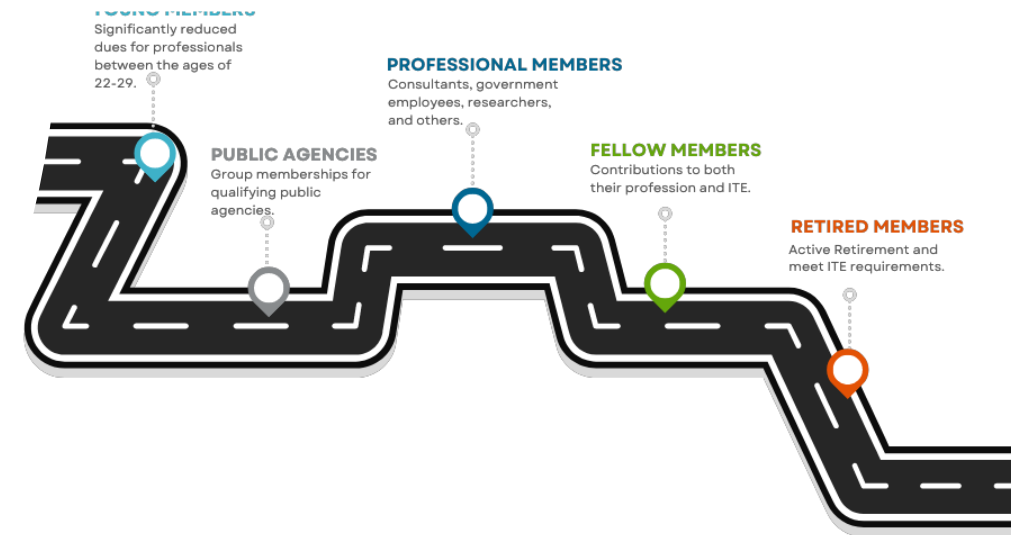 YOUNG MEMBERS
Significantly reduced
dues for professionals
between the ages of
22-29.
PUBLIC AGENCIES
Group memberships for
qualifying public
agencies.
PROFESSIONAL MEMBERS
Consultants, government
employees, researchers,
and others.
FELLOW MEMBERS
Contributions to both
their profession and ITE.
RETIRED MEMBERS
Active Retirement and
meet ITE requirements.